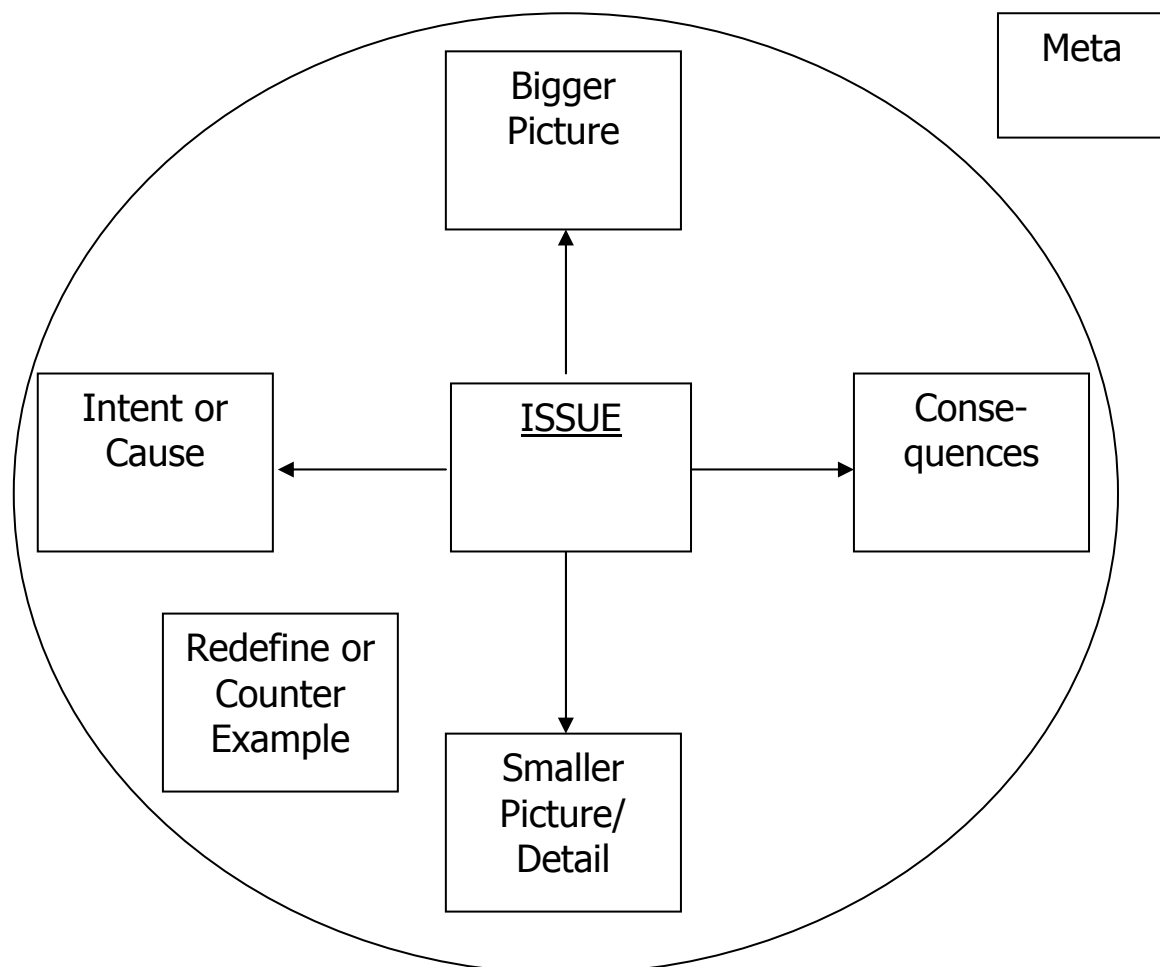 Meta
Bigger
Picture
Intent or
Cause
ISSUE
Conse-
quences
Redefine or
Counter
Example
Smaller
Picture/
Detail